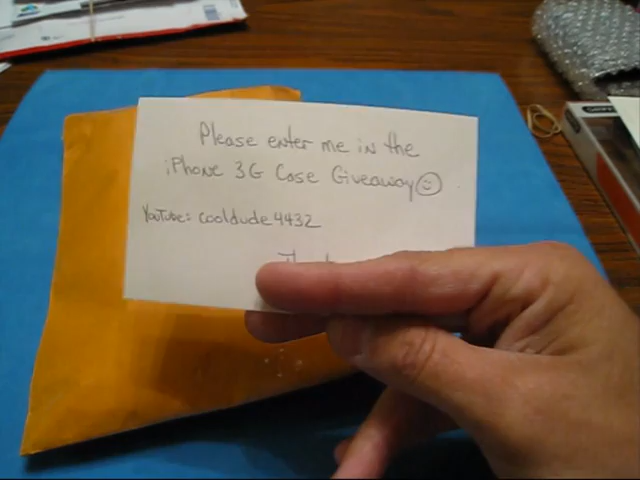 Please enter me in the
iPhone 3G Case Giveaway
YouTube: cooldude4432